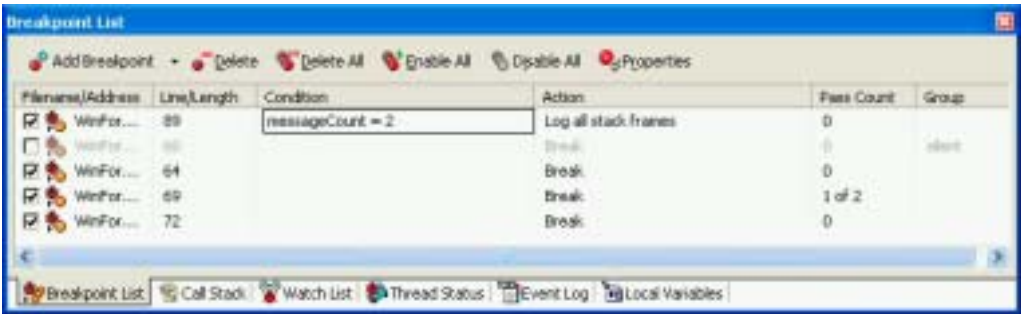 Breakpoint List
Add Breakpoint Delete Delete All Enable All Disable All Properties
Filename/Address Line/Length Condition Action Pass Count Group
WinFor... 89 messageCount = 2 Log all stack frames 0
WinFor... 60 Break 0
WinFor... 64 Break 0
WinFor... 69 Break 1 of 2
WinFor... 72 Break 0
Breakpoint List Call Stack Watch List Thread Status Event Log Local Variables